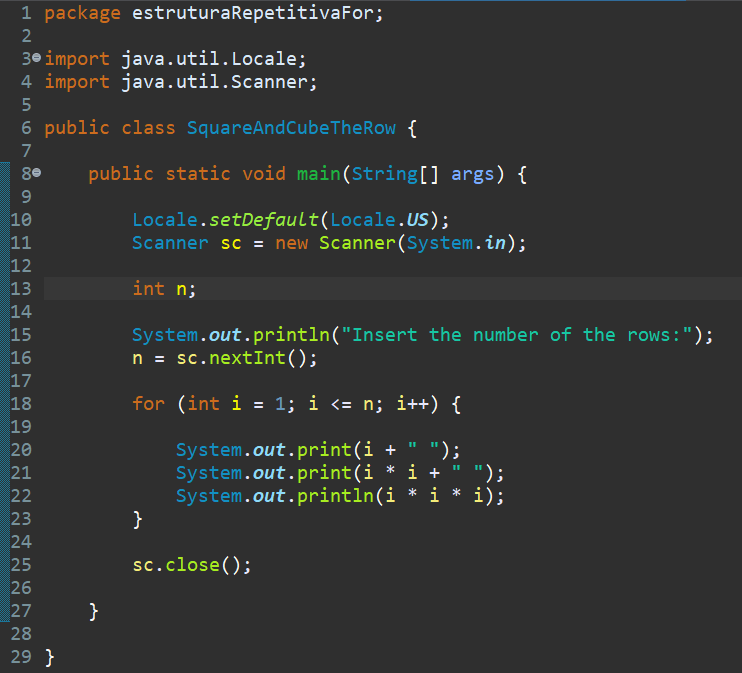 1 package estruturaRepetitivaFor;
2
3 import java.util.Locale;
4 import java.util.Scanner;
5
6 public class SquareAndCubeTheRow {
7
8     public static void main(String[] args) {
9
10         Locale.setDefault(Locale.US);
11         Scanner sc = new Scanner(System.in);
12
13         int n;
14
15         System.out.println("Insert the number of the rows:");
16         n = sc.nextInt();
17
18         for (int i = 1; i <= n; i++) {
19
20             System.out.print(i + " ");
21             System.out.print(i * i + " ");
22             System.out.println(i * i * i);
23         }
24
25         sc.close();
26
27     }
28
29 }